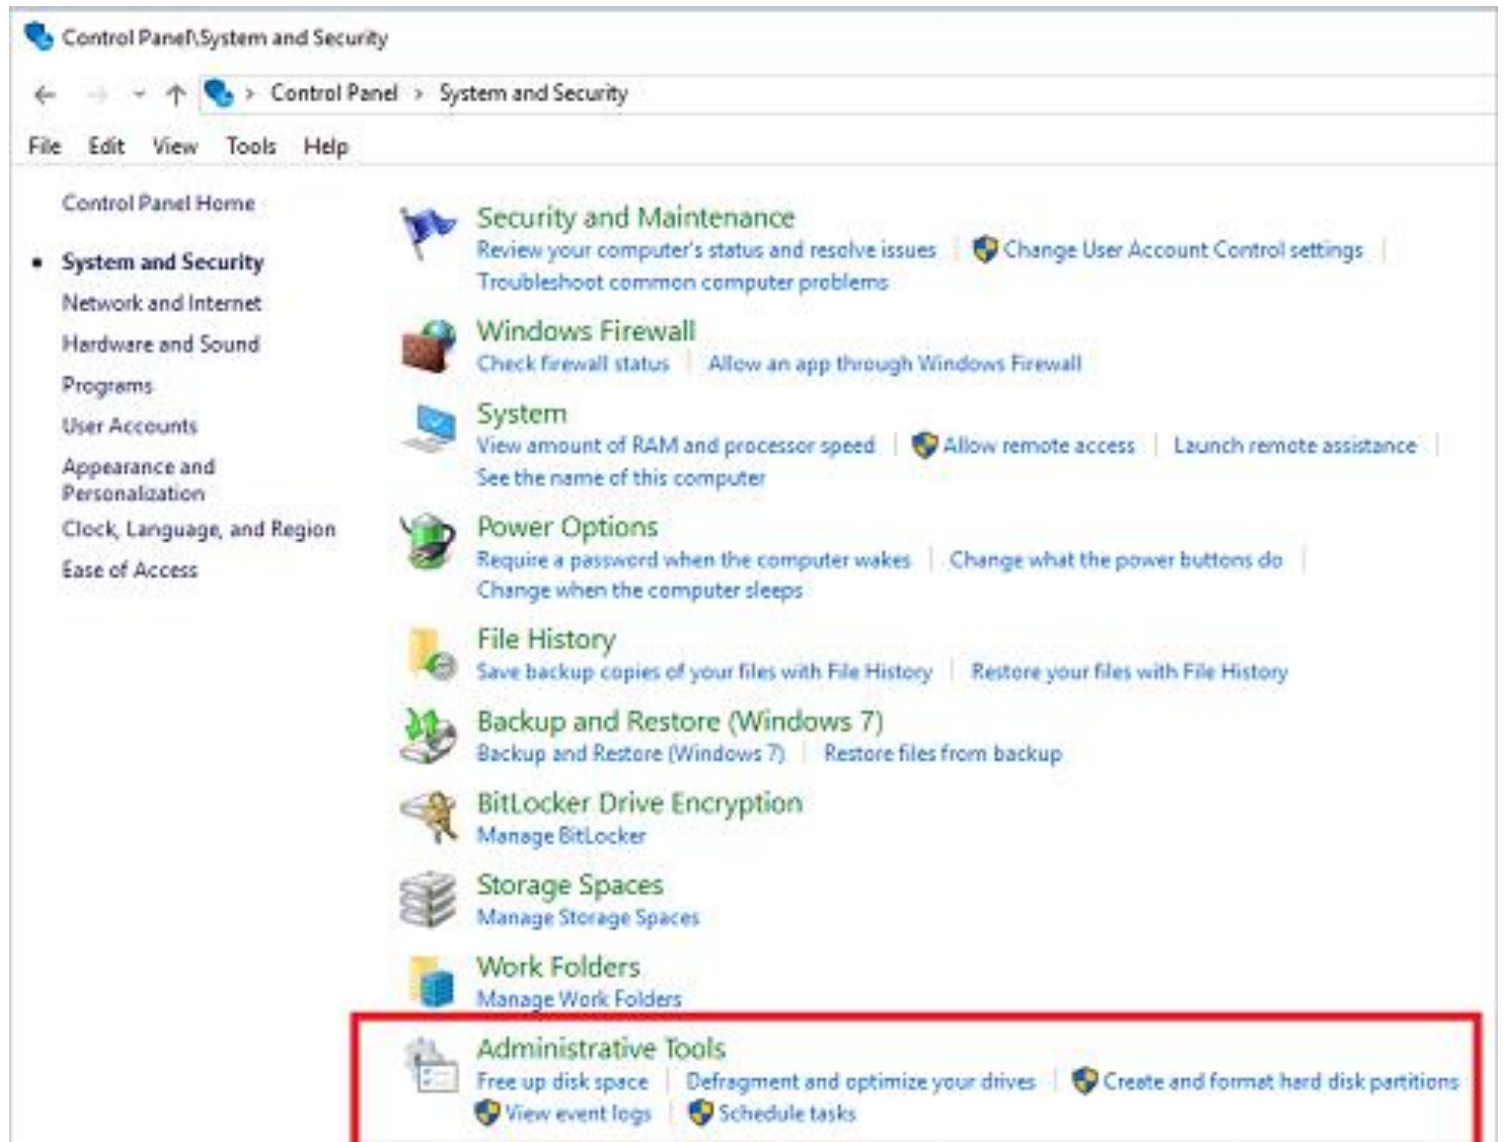 Control Panel\System and Security
Control Panel > System and Security
File Edit View Tools Help
Control Panel Home
System and Security
Network and Internet
Hardware and Sound
Programs
User Accounts
Appearance and
Personalization
Clock, Language, and Region
Ease of Access
Security and Maintenance
Review your computer's status and resolve issues Change User Account Control settings
Troubleshoot common computer problems
Windows Firewall
Check firewall status Allow an app through Windows Firewall
System
View amount of RAM and processor speed Allow remote access Launch remote assistance
See the name of this computer
Power Options
Require a password when the computer wakes Change what the power buttons do
Change when the computer sleeps
File History
Save backup copies of your files with File History Restore your files with File History
Backup and Restore (Windows 7)
Backup and Restore (Windows 7) Restore files from backup
BitLocker Drive Encryption
Manage BitLocker
Storage Spaces
Manage Storage Spaces
Work Folders
Manage Work Folders
Administrative Tools
Free up disk space Defragment and optimize your drives Create and format hard disk partitions
View event logs Schedule tasks